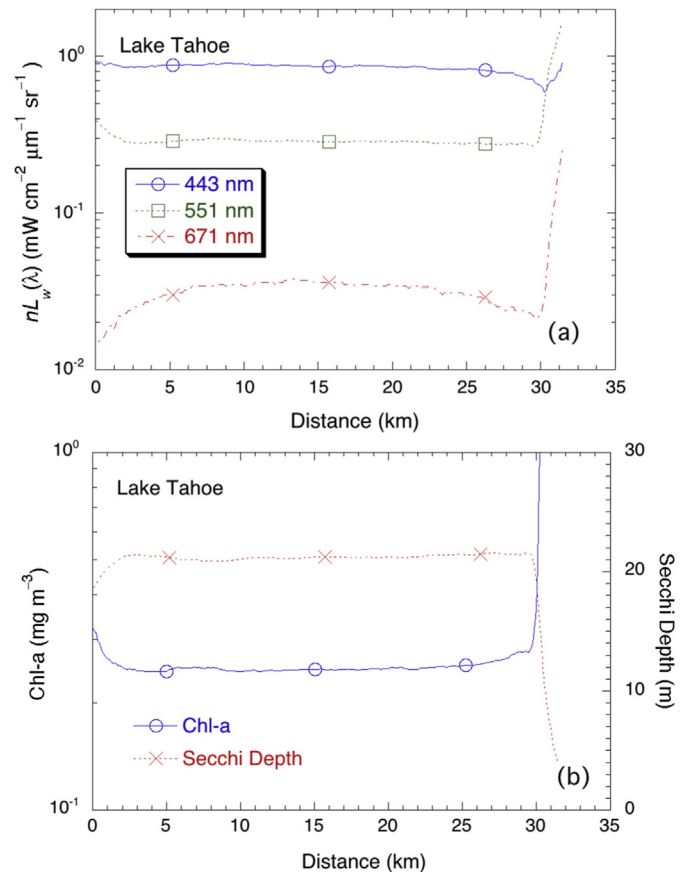 Lake Tahoe
10⁰
10⁻¹
10⁻²
nL_w(λ) (mW cm⁻² μm⁻¹ sr⁻¹)
443 nm
551 nm
671 nm
(a)
0 5 10 15 20 25 30 35
Distance (km)
10⁰
10⁻¹
Chl-a (mg m⁻³)
Lake Tahoe
Chl-a
Secchi Depth
(b)
30
20
10
0
Secchi Depth (m)
0 5 10 15 20 25 30 35
Distance (km)